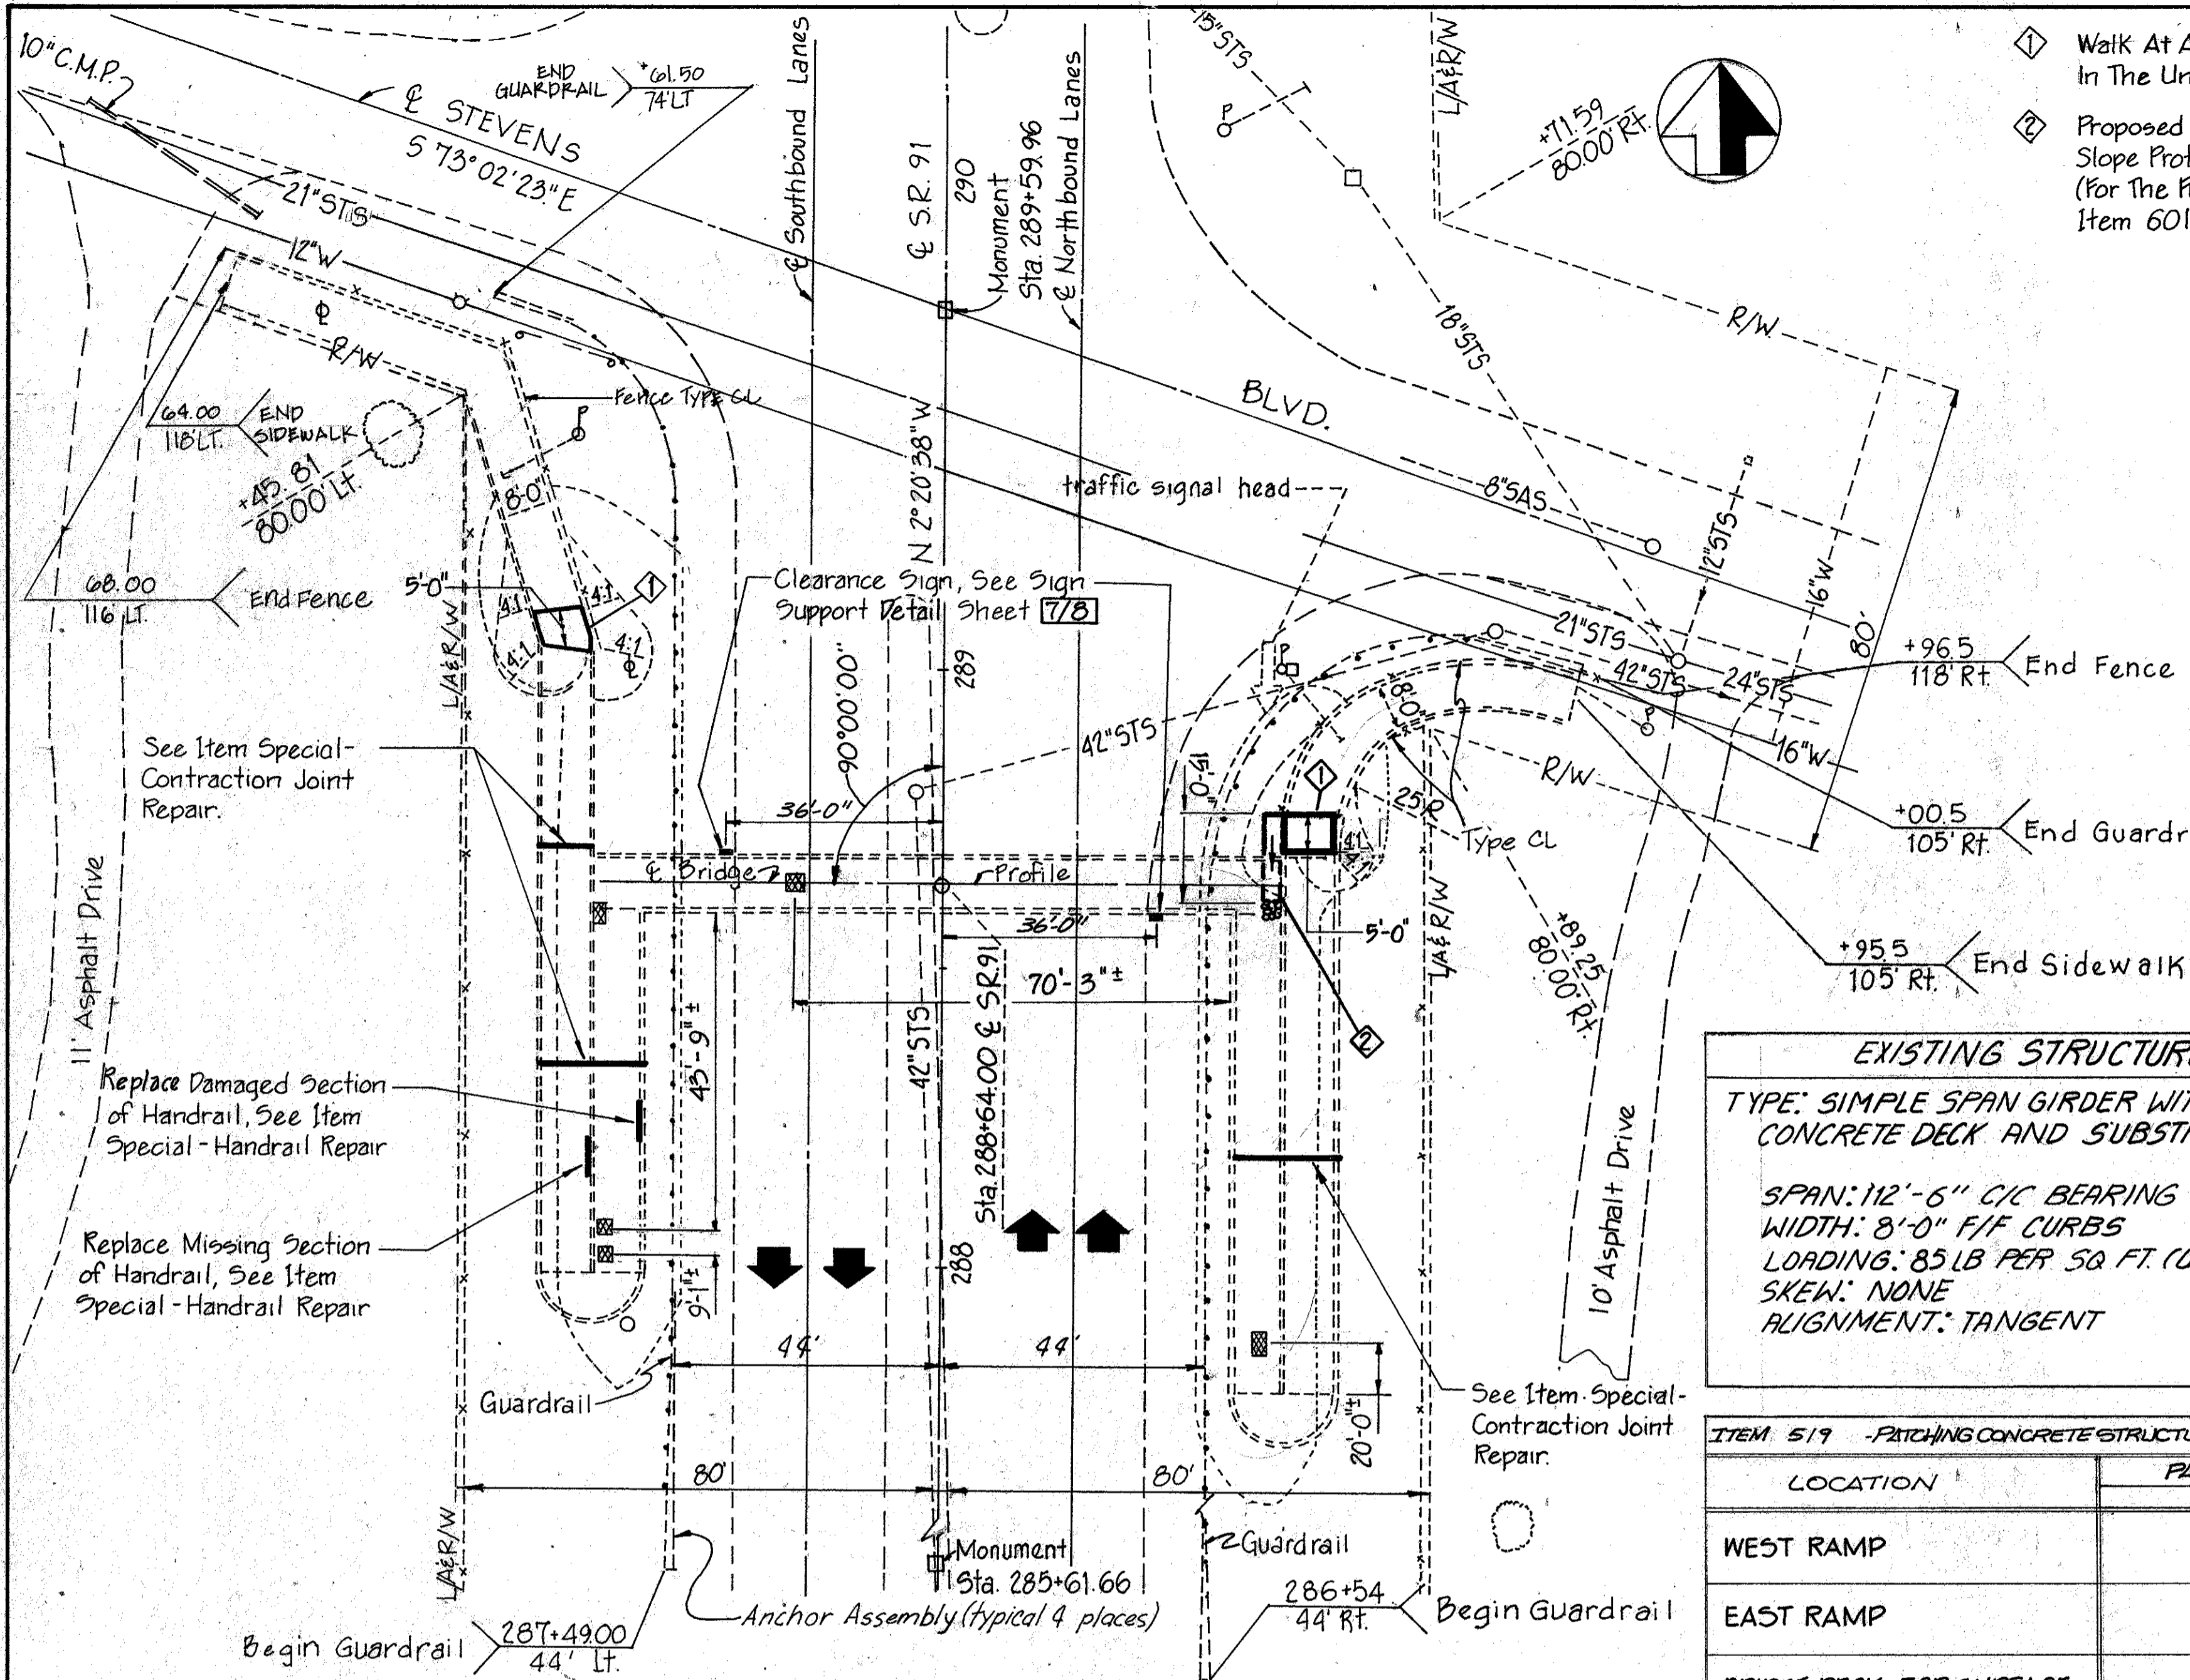 10" C.M.P.
END
GUARDRAIL
+61.50
74' LT
℄ STEVENS
S 73° 02' 23" E
BLVD.
21" STS
12" W
℄
R/W
Fence Type CL
64.00
118' LT.
END
SIDEWALK
+45.81
80.00' Lt.
68.00
116' LT.
End Fence
8'-0"
5'-0"
4:1
4:1
4:1
4:1
1
L/A & R/W
℄ Southbound Lanes
℄ S.R. 91
290
Monument
Sta. 289+59.96
℄ Northbound Lanes
N 2° 20' 38" W
15" STS
P
18" STS
L/A & R/W
+71.59
80.00' Rt.
1
Walk At
In The
2
Proposed
Slope
(For The
Item 601
R/W
traffic signal head
8" SAS
12" STS
16" W
80'
Clearance Sign, See Sign
Support Detail Sheet 7/8
90°00'00.00"
289
21" STS
42" STS
24" STS
16" W
+96.5
118' Rt.
End Fence
+00.5
105' Rt.
End
+95.5
105' Rt.
End Sidewalk
See Item Special-
Contraction Joint
Repair.
36'-0"
℄ Bridge
Profile
42" STS
15'-0"
8'-0"
1
25' R
Type CL
R/W
4:1
5'-0"
L/A & R/W
+89.25
80.00' Rt.
2
11' Asphalt Drive
43'-9" ±
36'-0"
70'-3" ±
42" STS
Sta. 288+64.00 ℄ S.R. 91
Replace Damaged Section
of Handrail, See Item
Special - Handrail Repair
Replace Missing Section
of Handrail, See Item
Special - Handrail Repair
9'-1" ±
288
10' Asphalt Drive
44'
44'
20'-0" ±
Guardrail
See Item Special-
Contraction Joint
Repair.
80'
80'
L/A & R/W
Monument
Sta. 285+61.66
Guardrail
Anchor Assembly (typical 4 places)
Begin Guardrail
287+49.00
44' Lt.
286+54
44' Rt.
Begin Guardrail
EXISTING
TYPE: SIMPLE SPAN GIRDER
CONCRETE DECK AND
SPAN: 112'-6" C/C BEARING
WIDTH: 8'-0" F/F CURBS
LOADING: 85 LB PER SQ FT.
SKEW: NONE
ALIGNMENT: TANGENT
ITEM 519 - PATCHING CONCRETE
LOCATION
WEST RAMP
EAST RAMP